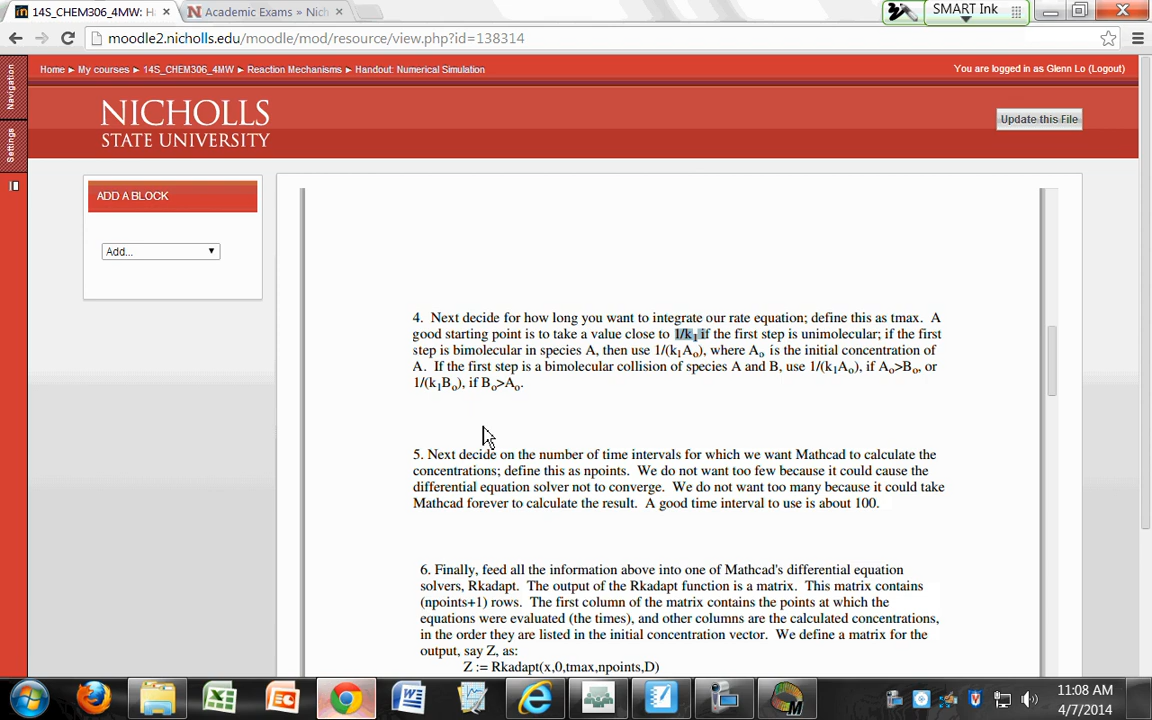 14S_CHEM306_4MW: H
Academic Exams » Nich
SMART Ink
moodle2.nicholls.edu/moodle/mod/resource/view.php?id=138314
Navigation
Settings
Home ► My courses ► 14S_CHEM306_4MW ► Reaction Mechanisms ► Handout: Numerical Simulation
You are logged in as Glenn Lo (Logout)
NICHOLLS
STATE UNIVERSITY
Update this File
ADD A BLOCK
Add...
4. Next decide for how long you want to integrate our rate equation; define this as tmax. A
good starting point is to take a value close to 1/k₁ if the first step is unimolecular; if the first
step is bimolecular in species A, then use 1/(k₁Aₒ), where Aₒ is the initial concentration of
A. If the first step is a bimolecular collision of species A and B, use 1/(k₁Aₒ), if Aₒ>Bₒ, or
1/(k₁Bₒ), if Bₒ>Aₒ.
5. Next decide on the number of time intervals for which we want Mathcad to calculate the
concentrations; define this as npoints. We do not want too few because it could cause the
differential equation solver not to converge. We do not want too many because it could take
Mathcad forever to calculate the result. A good time interval to use is about 100.
6. Finally, feed all the information above into one of Mathcad's differential equation
solvers, Rkadapt. The output of the Rkadapt function is a matrix. This matrix contains
(npoints+1) rows. The first column of the matrix contains the points at which the
equations were evaluated (the times), and other columns are the calculated concentrations,
in the order they are listed in the initial concentration vector. We define a matrix for the
output, say Z, as:
Z := Rkadapt(x,0,tmax,npoints,D)
11:08 AM
4/7/2014